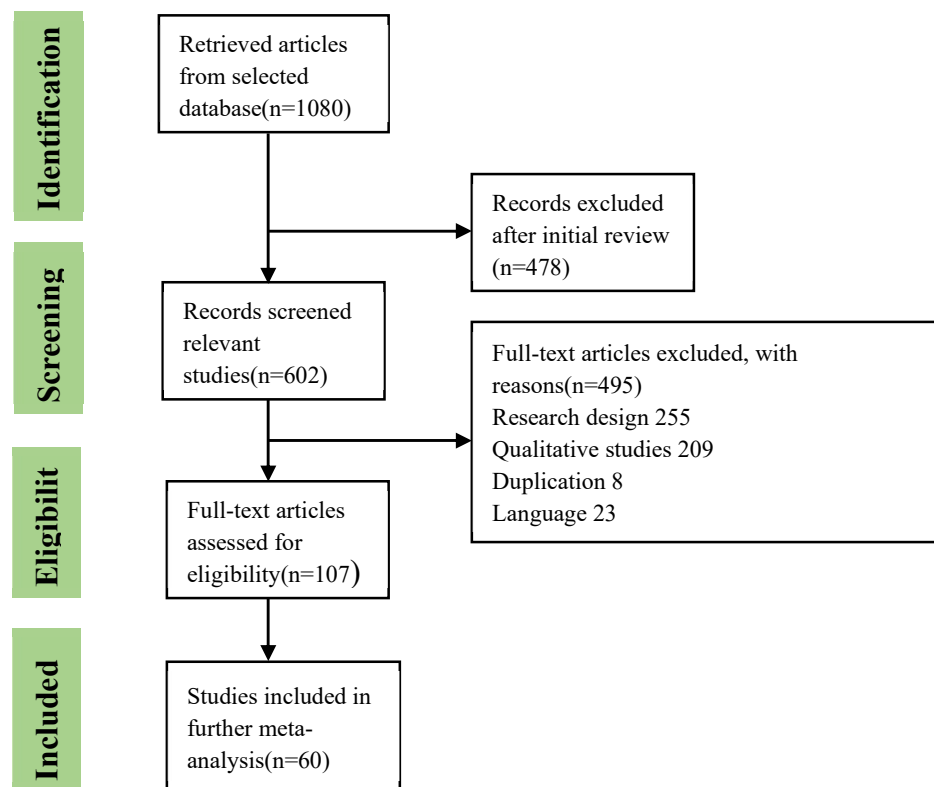 Identification
Retrieved articles
from selected
database(n=1080)
Records excluded
after initial review
(n=478)
Screening
Records screened
relevant
studies(n=602)
Full-text articles excluded, with
reasons(n=495)
Research design 255
Qualitative studies 209
Duplication 8
Language 23
Eligibilit
Full-text articles
assessed for
eligibility(n=107)
Included
Studies included in
further meta-
analysis(n=60)